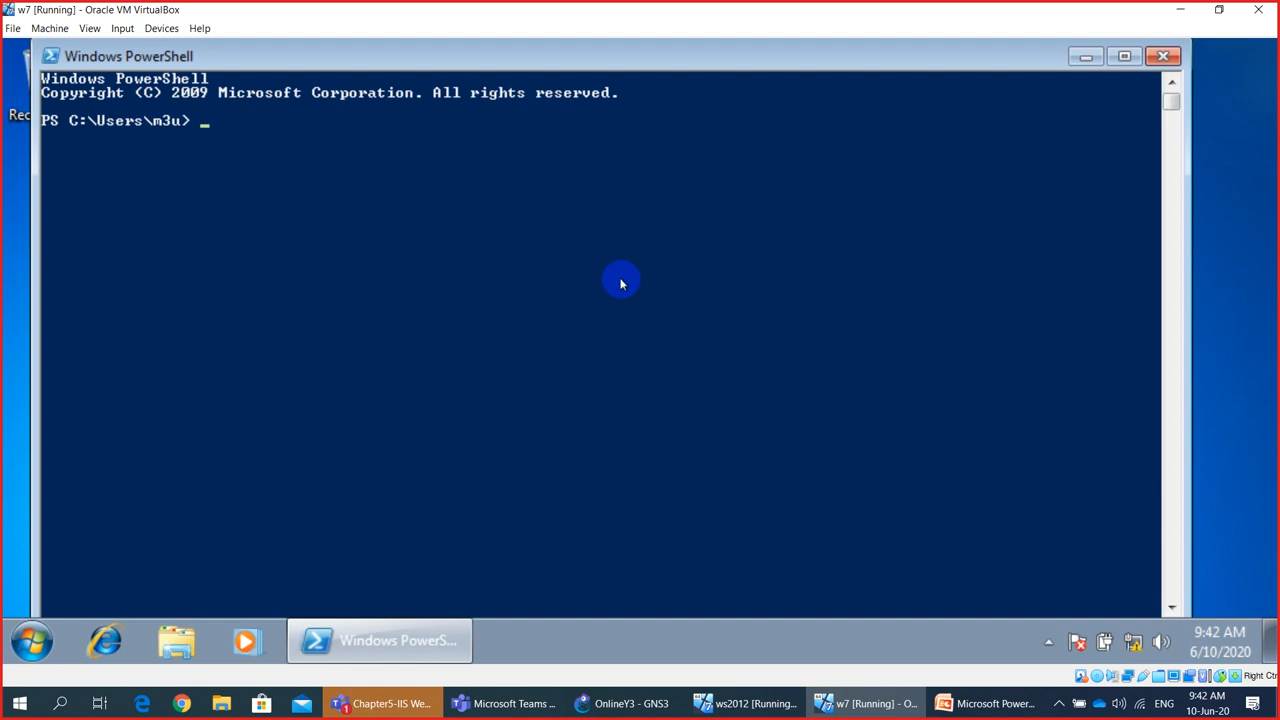 w7 [Running] - Oracle VM VirtualBox
File Machine View Input Devices Help
Windows PowerShell
Windows PowerShell
Copyright (C) 2009 Microsoft Corporation. All rights reserved.
PS C:\Users\m3u> _
Rec
Windows PowerS...
9:42 AM
6/10/2020
Right Ctr
Chapter5-IIS We...
Microsoft Teams ...
OnlineY3 - GNS3
ws2012 [Running...
w7 [Running] - O...
Microsoft Power...
ENG
9:42 AM
10-Jun-20